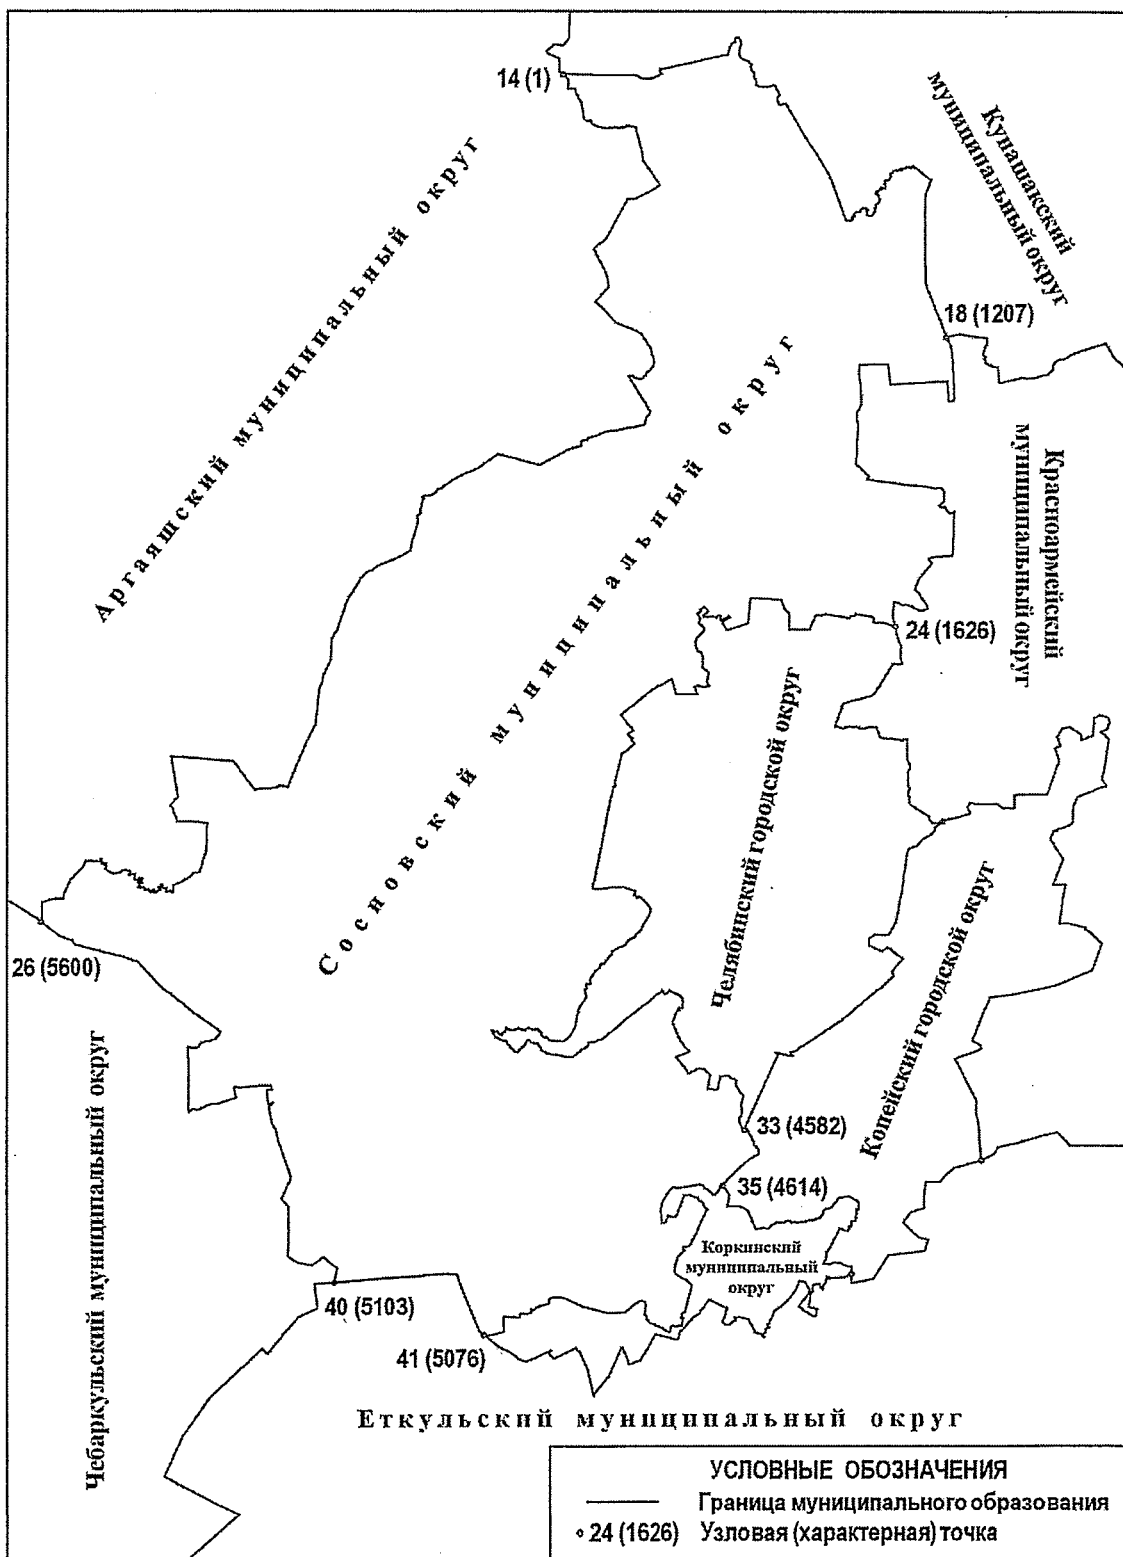 14 (1)
Кунашакский
муниципальный округ
Аргаяшский муниципальный округ
18 (1207)
Сосновский муниципальный округ
Красноармейский
муниципальный округ
24 (1626)
Челябинский городской округ
Копейский городской округ
26 (5600)
Чебаркульский муниципальный округ
33 (4582)
35 (4614)
Коркинский
муниципальный
округ
40 (5103)
41 (5076)
Еткульский муниципальный округ
УСЛОВНЫЕ ОБОЗНАЧЕНИЯ
Граница муниципального образования
24 (1626) Узловая (характерная) точка